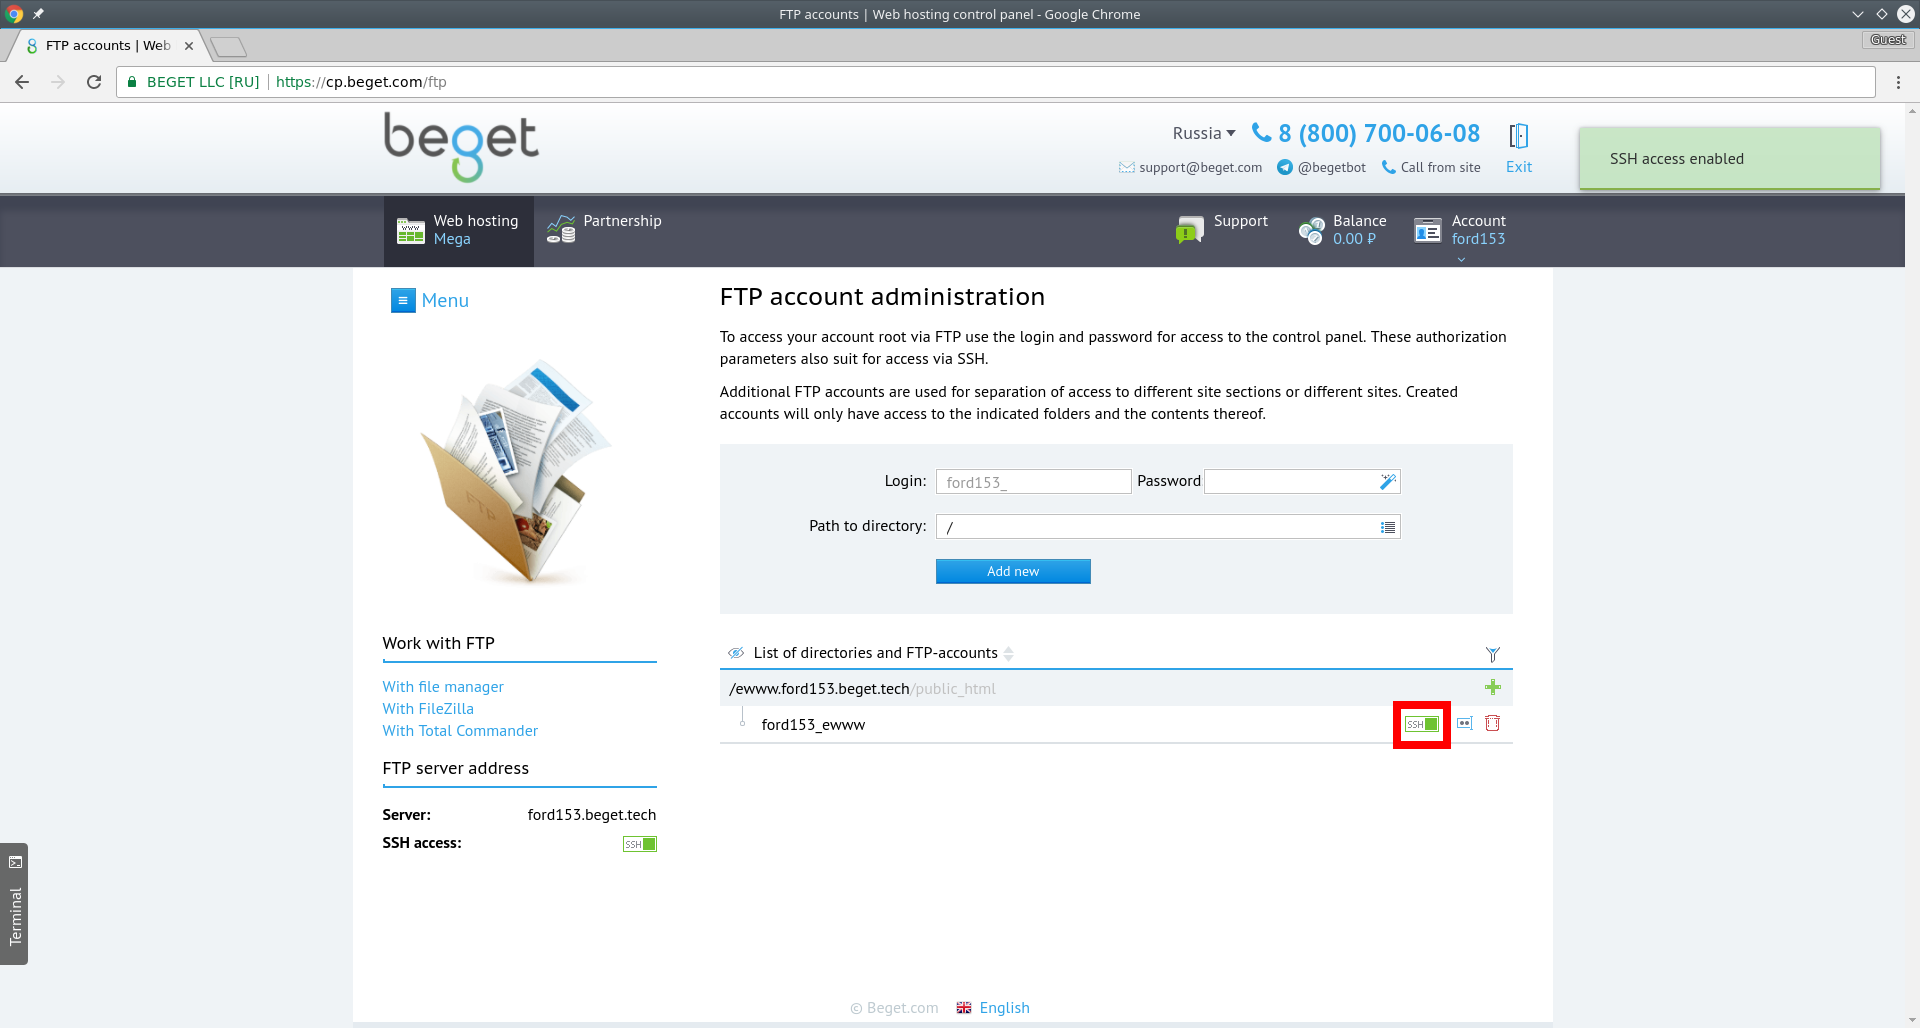 FTP accounts | Web hosting control panel - Google Chrome
FTP accounts | Web
Guest
BEGET LLC [RU]
https://cp.beget.com/ftp
beget
Russia
8 (800) 700-06-08
support@beget.com
@begetbot
Call from site
Exit
SSH access enabled
Web hosting
Mega
Partnership
Support
Balance
0.00 ₽
Account
ford153
Menu
FTP account administration
To access your account root via FTP use the login and password for access to the control panel. These authorization
parameters also suit for access via SSH.
Additional FTP accounts are used for separation of access to different site sections or different sites. Created
accounts will only have access to the indicated folders and the contents thereof.
FTP
Login:
ford153_
Password
Path to directory:
/
Add new
Work with FTP
With file manager
With FileZilla
With Total Commander
FTP server address
Server:
ford153.beget.tech
SSH access:
SSH
List of directories and FTP-accounts
/ewww.ford153.beget.tech/public_html
ford153_ewww
SSH
Terminal
© Beget.com
English